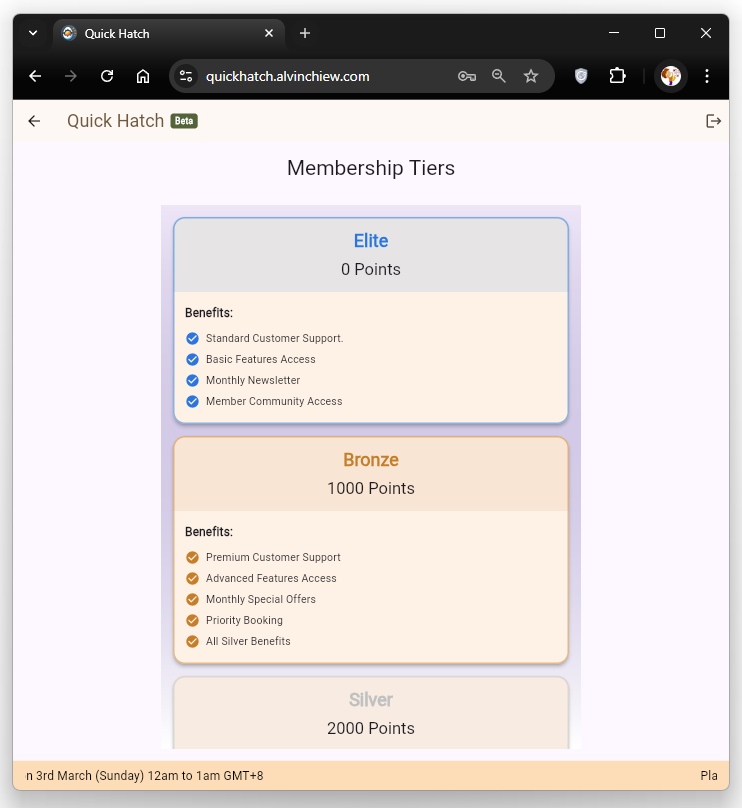 Quick Hatch
quickhatch.alvinchiew.com
Quick Hatch Beta
Membership Tiers
Elite
0 Points
Benefits:
Standard Customer Support.
Basic Features Access
Monthly Newsletter
Member Community Access
Bronze
1000 Points
Benefits:
Premium Customer Support
Advanced Features Access
Monthly Special Offers
Priority Booking
All Silver Benefits
Silver
2000 Points
n 3rd March (Sunday) 12am to 1am GMT+8 Pla